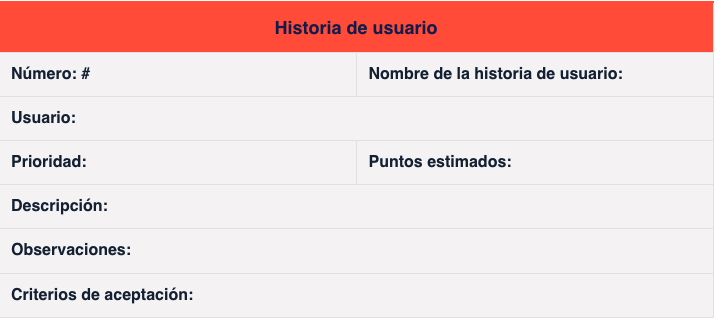 Historia de usuario
Número: #
Nombre de la historia de usuario:
Usuario:
Prioridad:
Puntos estimados:
Descripción:
Observaciones:
Criterios de aceptación: